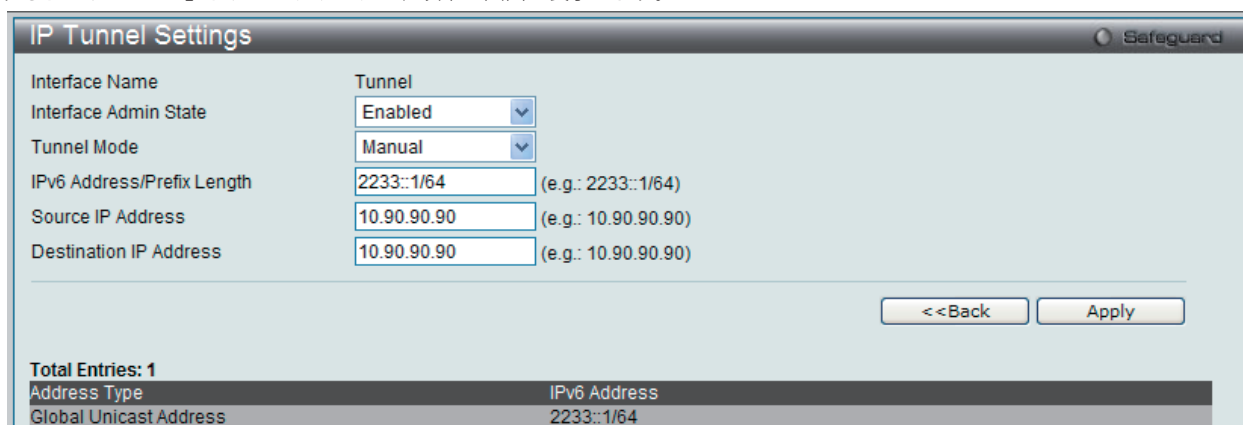 IP Tunnel Settings
Safeguard
Interface Name Tunnel
Interface Admin State Enabled
Tunnel Mode Manual
IPv6 Address/Prefix Length 2233::1/64 (e.g.: 2233::1/64)
Source IP Address 10.90.90.90 (e.g.: 10.90.90.90)
Destination IP Address 10.90.90.90 (e.g.: 10.90.90.90)
<<Back Apply
Total Entries: 1
Address Type IPv6 Address
Global Unicast Address 2233::1/64